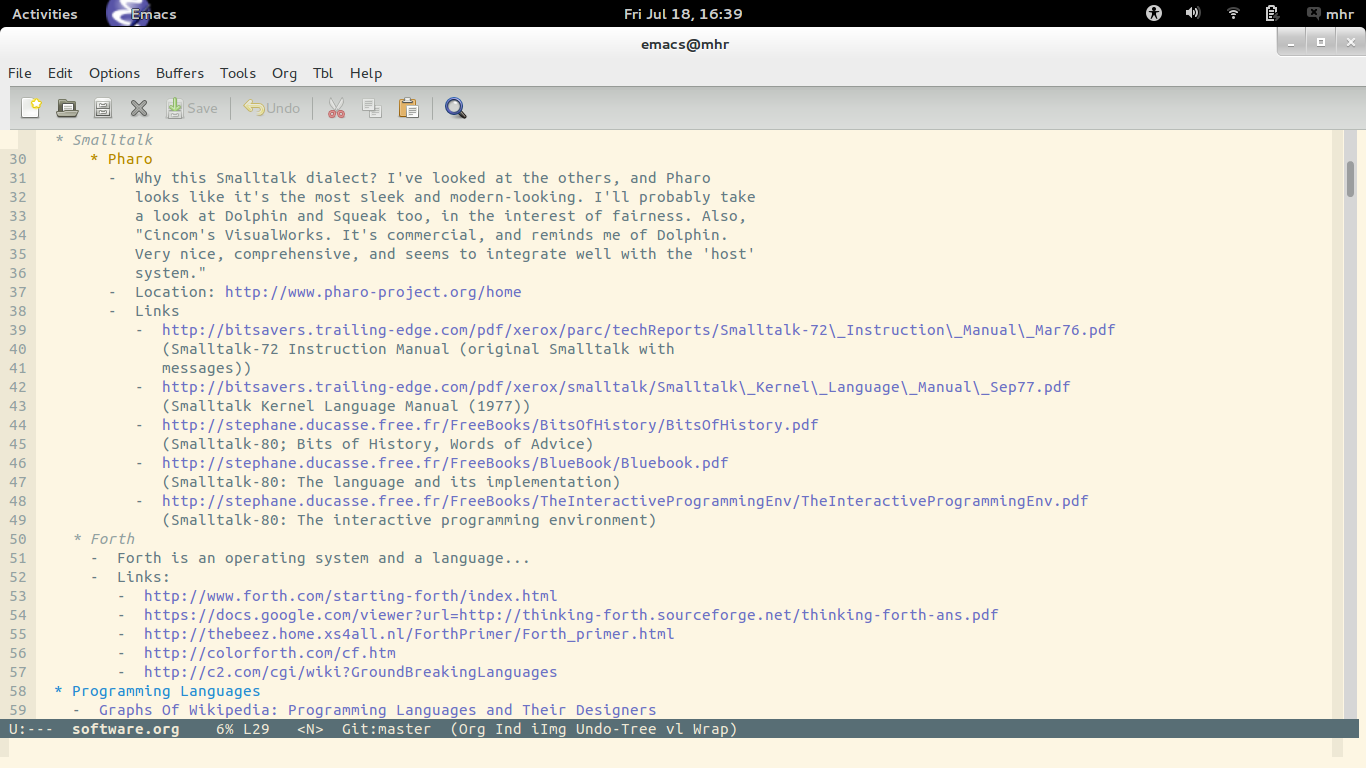 Activities Emacs Fri Jul 18, 16:39 mhr
emacs@mhr
File Edit Options Buffers Tools Org Tbl Help
Save Undo
* Smalltalk
30 * Pharo
31 - Why this Smalltalk dialect? I've looked at the others, and Pharo
32 looks like it's the most sleek and modern-looking. I'll probably take
33 a look at Dolphin and Squeak too, in the interest of fairness. Also,
34 "Cincom's VisualWorks. It's commercial, and reminds me of Dolphin.
35 Very nice, comprehensive, and seems to integrate well with the 'host'
36 system."
37 - Location: http://www.pharo-project.org/home
38 - Links
39 - http://bitsavers.trailing-edge.com/pdf/xerox/parc/techReports/Smalltalk-72\_Instruction\_Manual\_Mar76.pdf
40 (Smalltalk-72 Instruction Manual (original Smalltalk with
41 messages))
42 - http://bitsavers.trailing-edge.com/pdf/xerox/smalltalk/Smalltalk\_Kernel\_Language\_Manual\_Sep77.pdf
43 (Smalltalk Kernel Language Manual (1977))
44 - http://stephane.ducasse.free.fr/FreeBooks/BitsOfHistory/BitsOfHistory.pdf
45 (Smalltalk-80; Bits of History, Words of Advice)
46 - http://stephane.ducasse.free.fr/FreeBooks/BlueBook/Bluebook.pdf
47 (Smalltalk-80: The language and its implementation)
48 - http://stephane.ducasse.free.fr/FreeBooks/TheInteractiveProgrammingEnv/TheInteractiveProgrammingEnv.pdf
49 (Smalltalk-80: The interactive programming environment)
50 * Forth
51 - Forth is an operating system and a language...
52 - Links:
53 - http://www.forth.com/starting-forth/index.html
54 - https://docs.google.com/viewer?url=http://thinking-forth.sourceforge.net/thinking-forth-ans.pdf
55 - http://thebeez.home.xs4all.nl/ForthPrimer/Forth_primer.html
56 - http://colorforth.com/cf.htm
57 - http://c2.com/cgi/wiki?GroundBreakingLanguages
58 * Programming Languages
59 - Graphs Of Wikipedia: Programming Languages and Their Designers
U:--- software.org 6% L29 <N> Git:master (Org Ind iImg Undo-Tree vl Wrap)